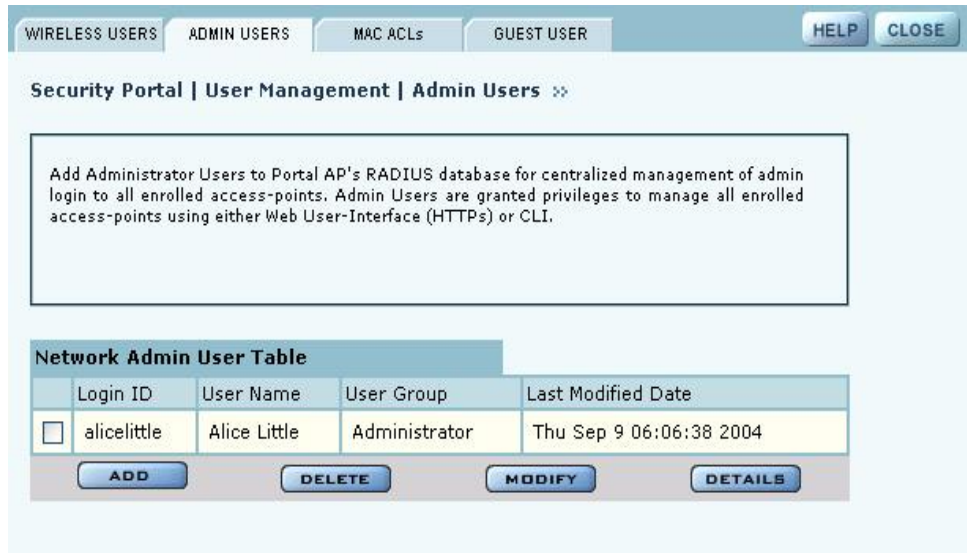 WIRELESS USERS ADMIN USERS MAC ACLs GUEST USER HELP CLOSE
Security Portal | User Management | Admin Users »
Add Administrator Users to Portal AP's RADIUS database for centralized management of admin
login to all enrolled access-points. Admin Users are granted privileges to manage all enrolled
access-points using either Web User-Interface (HTTPs) or CLI.
Network Admin User Table
Login ID User Name User Group Last Modified Date
alicelittle Alice Little Administrator Thu Sep 9 06:06:38 2004
ADD DELETE MODIFY DETAILS